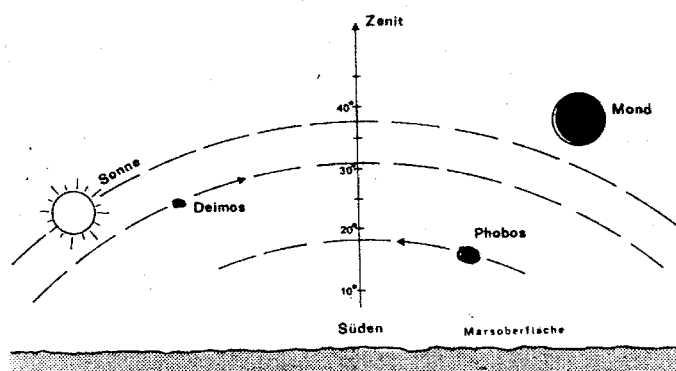 Zenit
40°
Mond
Sonne
30°
Deimos
20°
Phobos
10°
Süden
Marsoberfläche